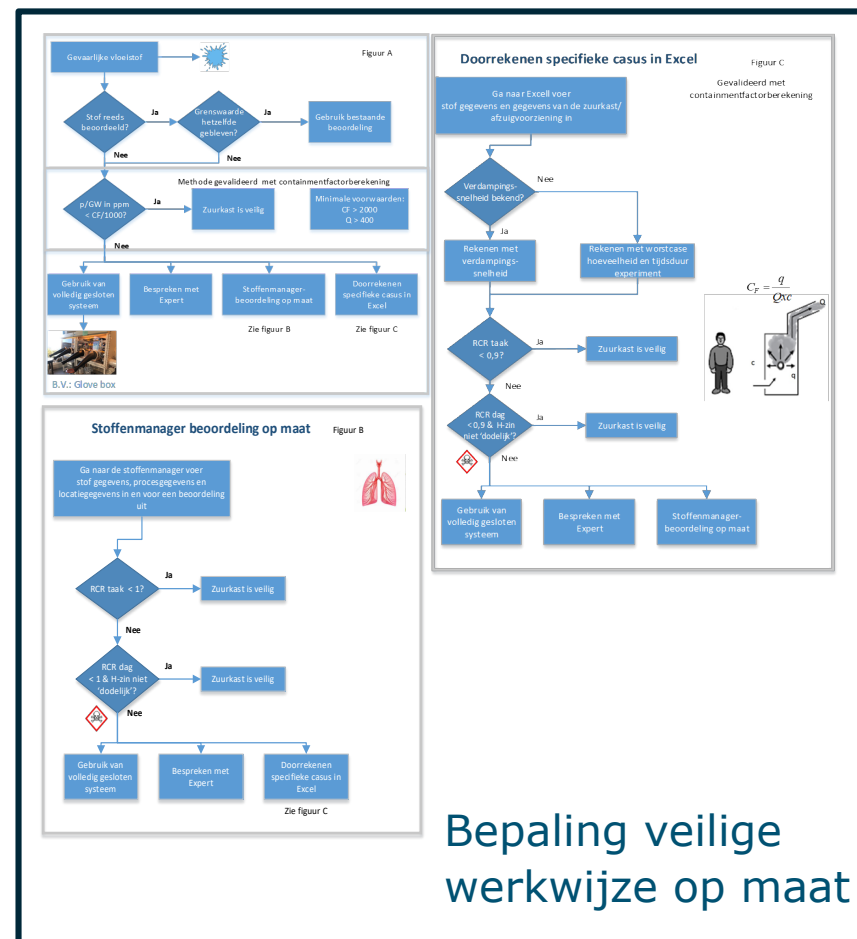 Figuur A
Gevaarlijke vloeistof
Stof reeds
beoordeeld?
Ja
Grenswaarde
hetzelfde
gebleven?
Ja
Gebruik bestaande
beoordeling
Nee
Nee
Methode gevalideerd met containmentfactorberekening
p/GW in ppm
< CF/1000?
Ja
Zuurkast is veilig
Minimale voorwaarden:
CF > 2000
Q > 400
Nee
Gebruik van
volledig gesloten
systeem
Bespreken met
Expert
Stoffenmanager-
beoordeling op maat
Doorrekenen
specifieke casus in
Excel
Zie figuur B
Zie figuur C
B.V.: Glove box
Stoffenmanager beoordeling op maat
Figuur B
Ga naar de stoffenmanager voer
stof gegevens, procesgegevens en
locatiegegevens in en voor een beoordeling
uit
RCR taak < 1?
Ja
Zuurkast is veilig
Nee
RCR dag
< 1 & H-zin niet
‘dodelijk’?
Ja
Zuurkast is veilig
Nee
Gebruik van
volledig gesloten
systeem
Bespreken met
Expert
Doorrekenen
specifieke casus in
Excel
Zie figuur C
Doorrekenen specifieke casus in Excel
Figuur C
Gevalideerd met
containmentfactorberekening
Ga naar Excell voer
stof gegevens en gegevens van de zuurkast/
afzuigvoorziening in
Verdampings-
snelheid bekend?
Nee
Ja
Rekenen met
verdampings-
snelheid
Rekenen met worstcase
hoeveelheid en tijdsduur
experiment
C_F = q/Qxc
Q
c
q
RCR taak
< 0,9?
Ja
Zuurkast is veilig
Nee
RCR dag
<0,9 & H-zin
niet ‘dodelijk’?
Ja
Zuurkast is veilig
Nee
Gebruik van
volledig gesloten
systeem
Bespreken met
Expert
Stoffenmanager-
beoordeling op maat
Bepaling veilige
werkwijze op maat